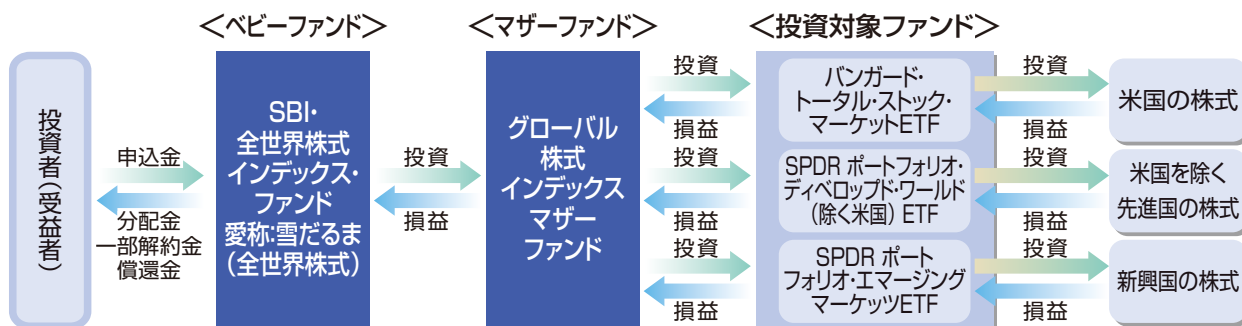 <ベビーファンド>
<マザーファンド>
<投資対象ファンド>
投資者(受益者)
申込金
分配金
一部解約金
償還金
SBI・
全世界株式
インデックス・
ファンド
愛称:雪だるま
(全世界株式)
投資
損益
グローバル
株式
インデックス
マザー
ファンド
投資
損益
投資
損益
投資
損益
バンガード・
トータル・ストック・
マーケットETF
SPDR ポートフォリオ・
ディベロップド・ワールド
(除く米国) ETF
SPDR ポート
フォリオ・エマージング
マーケッツETF
投資
損益
投資
損益
投資
損益
米国の株式
米国を除く
先進国の株式
新興国の株式